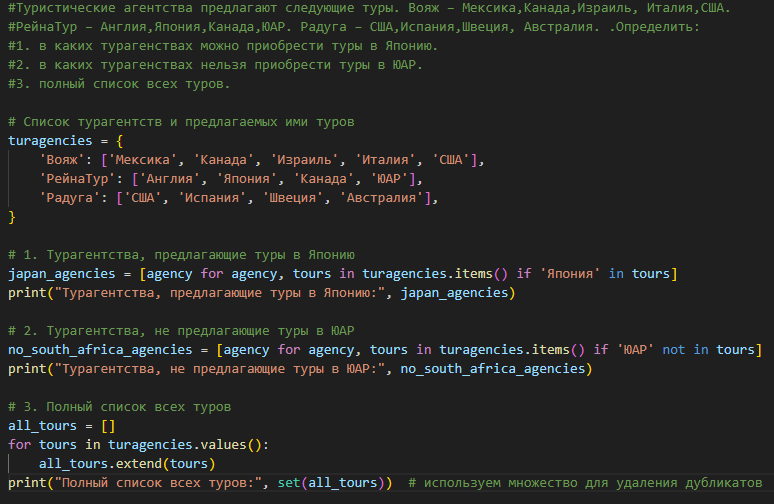 #Туристические агентства предлагают следующие туры. Вояж – Мексика,Канада,Израиль, Италия,США.
#РейнаТур – Англия,Япония,Канада,ЮАР. Радуга – США,Испания,Швеция, Австралия. .Определить:
#1. в каких турагенствах можно приобрести туры в Японию.
#2. в каких турагенствах нельзя приобрести туры в ЮАР.
#3. полный список всех туров.

# Список турагентств и предлагаемых ими туров
turagencies = {
    'Вояж': ['Мексика', 'Канада', 'Израиль', 'Италия', 'США'],
    'РейнаТур': ['Англия', 'Япония', 'Канада', 'ЮАР'],
    'Радуга': ['США', 'Испания', 'Швеция', 'Австралия'],
}

# 1. Турагентства, предлагающие туры в Японию
japan_agencies = [agency for agency, tours in turagencies.items() if 'Япония' in tours]
print("Турагентства, предлагающие туры в Японию:", japan_agencies)

# 2. Турагентства, не предлагающие туры в ЮАР
no_south_africa_agencies = [agency for agency, tours in turagencies.items() if 'ЮАР' not in tours]
print("Турагентства, не предлагающие туры в ЮАР:", no_south_africa_agencies)

# 3. Полный список всех туров
all_tours = []
for tours in turagencies.values():
    all_tours.extend(tours)
print("Полный список всех туров:", set(all_tours))  # используем множество для удаления дубликатов